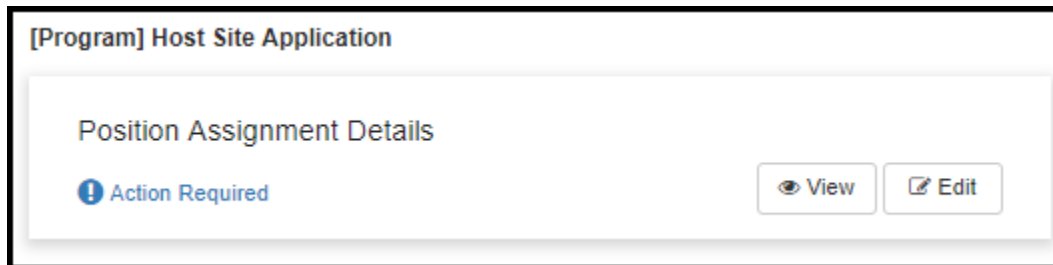 [Program] Host Site Application
Position Assignment Details
Action Required
View
Edit